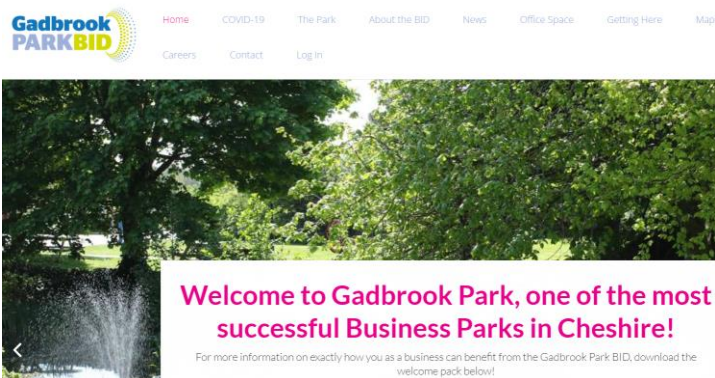 Gadbrook
PARKBID
Home COVID-19 The Park About the BID News Office Space Getting Here Map
Careers Contact Log In
Welcome to Gadbrook Park, one of the most
successful Business Parks in Cheshire!
For more information on exactly how you as a business can benefit from the Gadbrook Park BID, download the
welcome pack below!